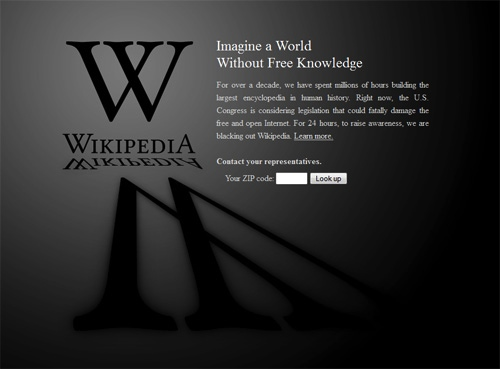 W
WIKIPEDIA
Imagine a World
Without Free Knowledge
For over a decade, we have spent millions of hours building the
largest encyclopedia in human history. Right now, the U.S.
Congress is considering legislation that could fatally damage the
free and open Internet. For 24 hours, to raise awareness, we are
blacking out Wikipedia. Learn more.
Contact your representatives.
Your ZIP code: Look up